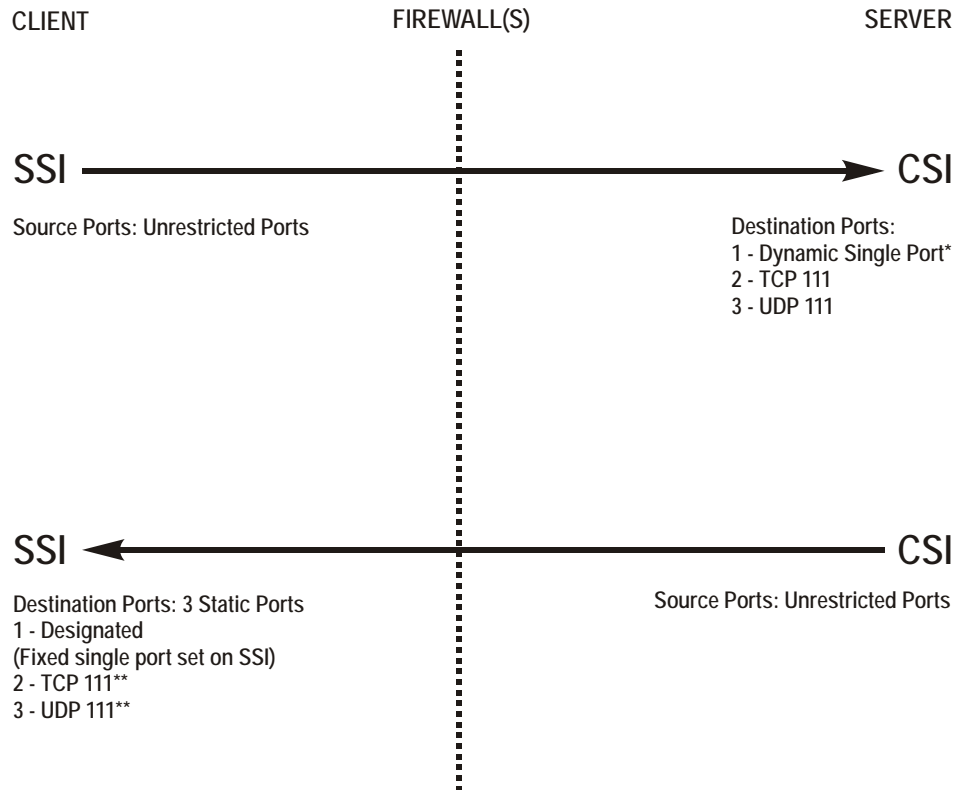 CLIENT FIREWALL(S) SERVER
SSI CSI
Source Ports: Unrestricted Ports
Destination Ports:
1 - Dynamic Single Port*
2 - TCP 111
3 - UDP 111
SSI CSI
Destination Ports: 3 Static Ports
1 - Designated
(Fixed single port set on SSI)
2 - TCP 111**
3 - UDP 111**
Source Ports: Unrestricted Ports